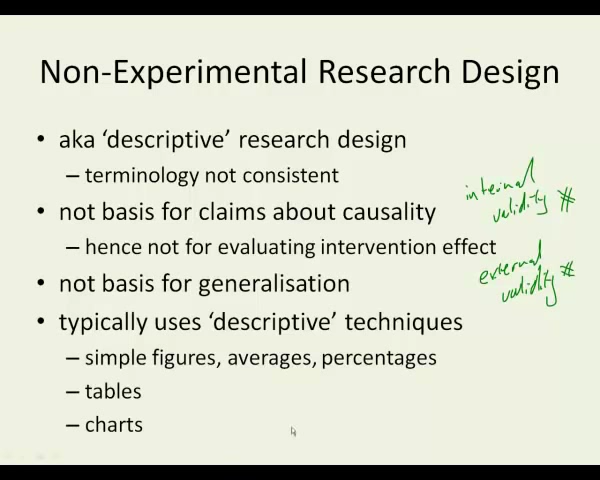 Non-Experimental Research Design
• aka ‘descriptive’ research design
– terminology not consistent
• not basis for claims about causality
– hence not for evaluating intervention effect
• not basis for generalisation
• typically uses ‘descriptive’ techniques
– simple figures, averages, percentages
– tables
– charts
internal
validity #
external
validity #